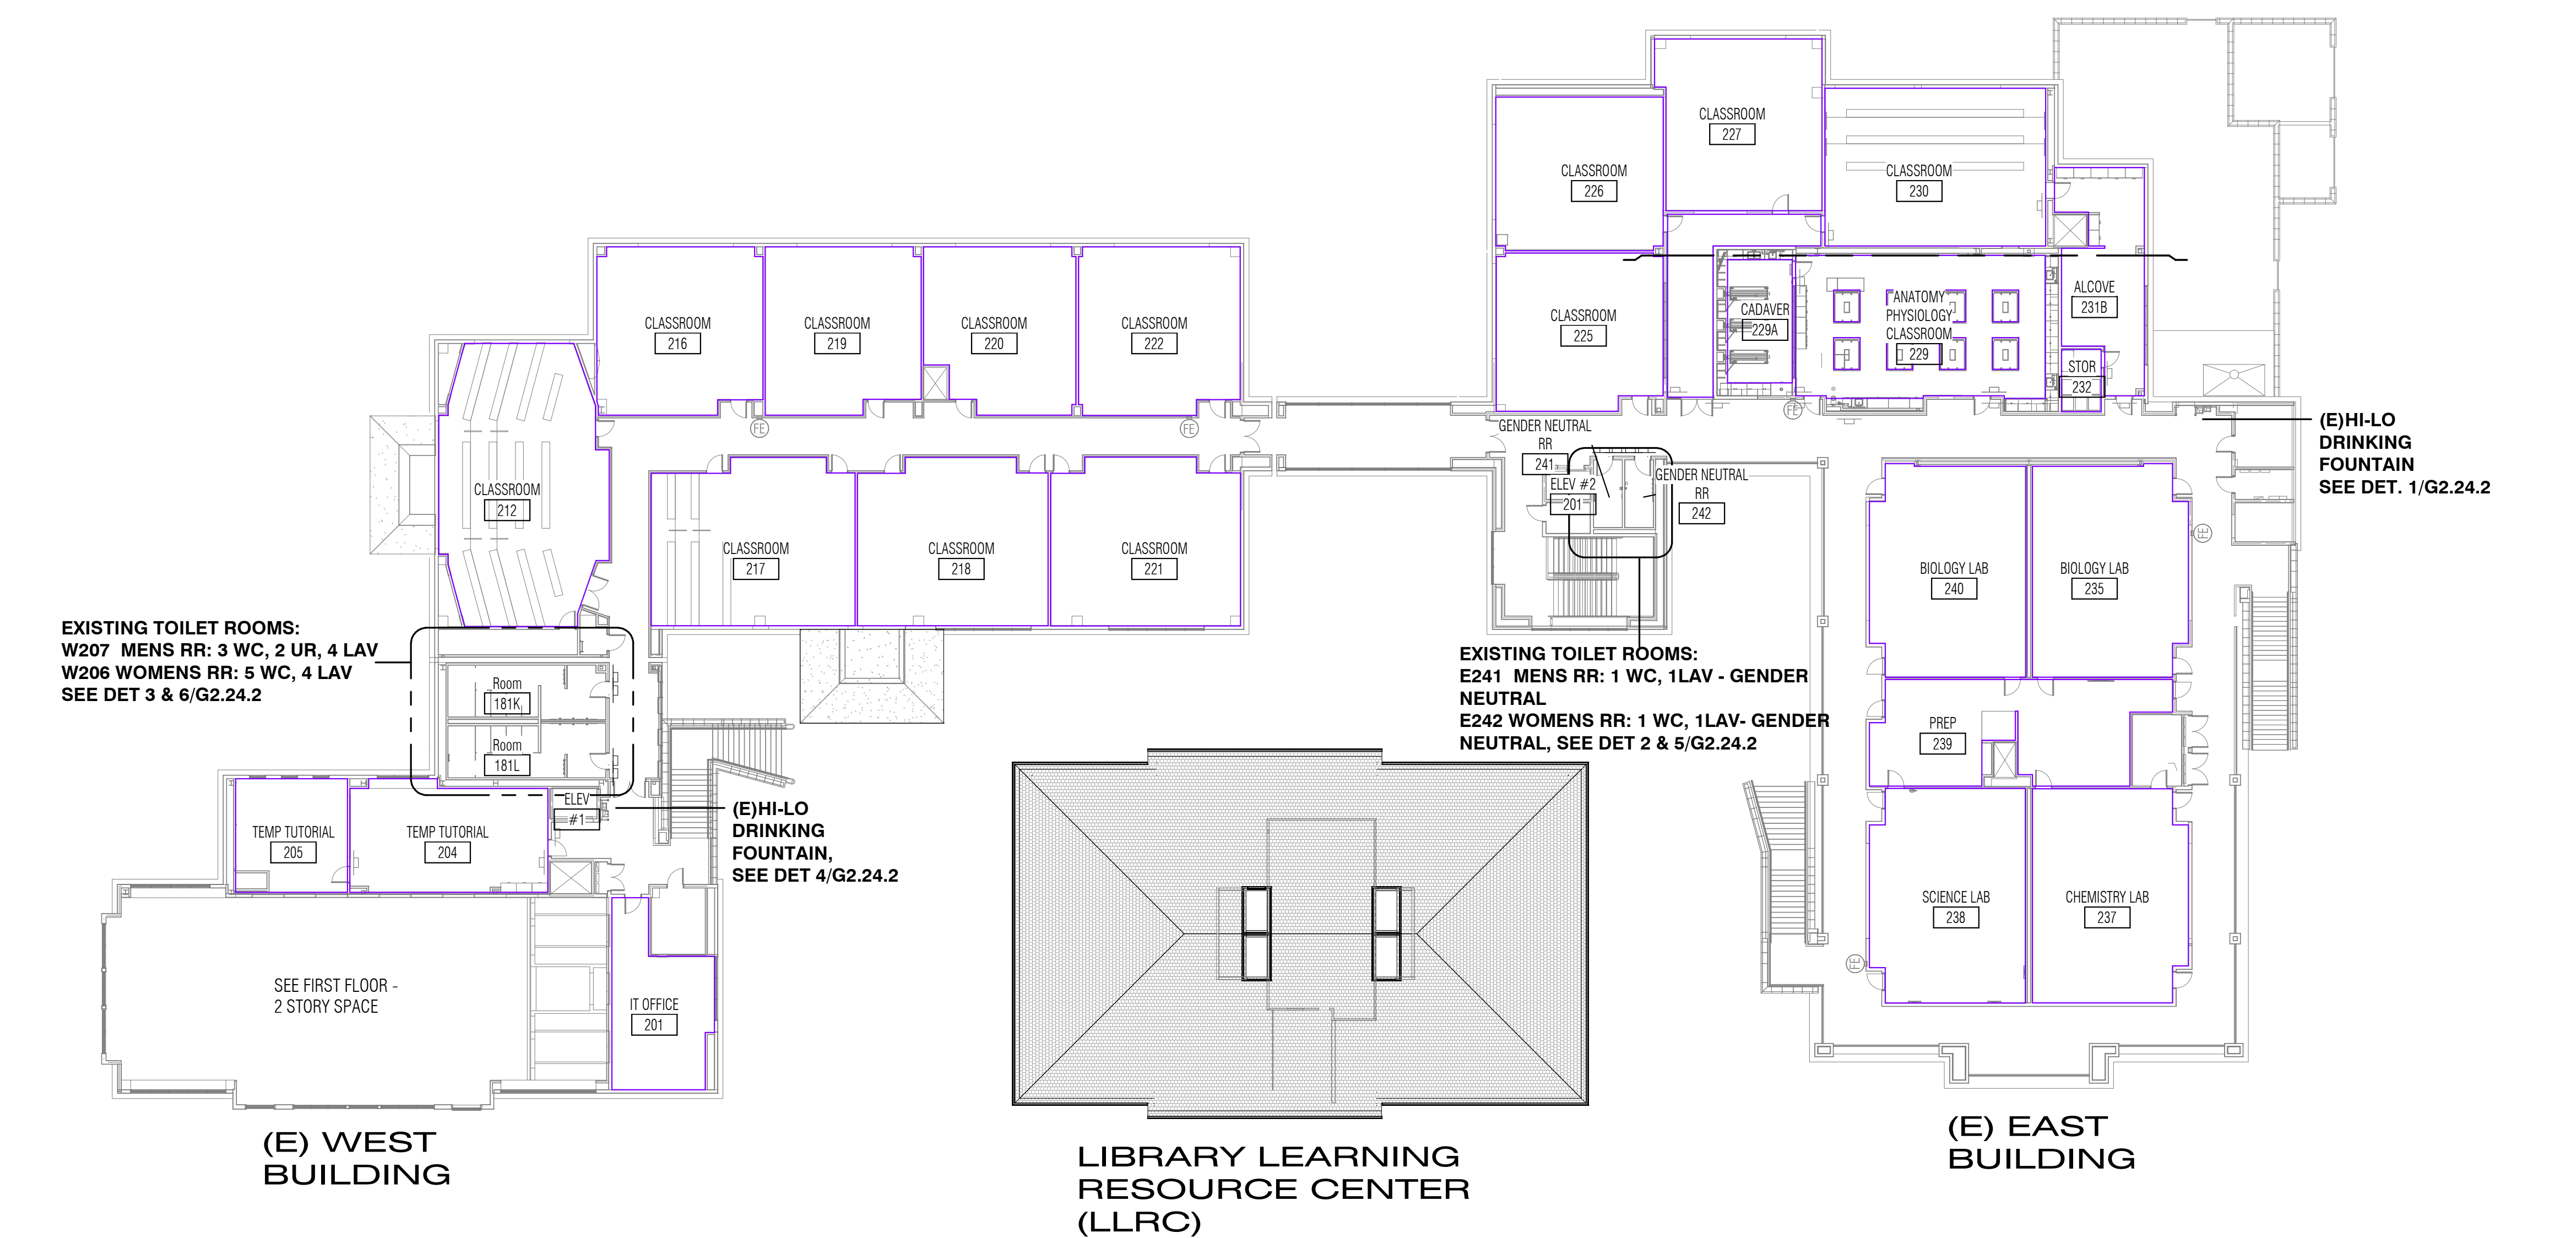 CLASSROOM
227
CLASSROOM
226
CLASSROOM
230
CLASSROOM
225
CADAVER
229A
ANATOMY
PHYSIOLOGY
CLASSROOM
229
ALCOVE
231B
STOR
232
CLASSROOM
216
CLASSROOM
219
CLASSROOM
220
CLASSROOM
222
FE
FE
FE
CLASSROOM
212
CLASSROOM
217
CLASSROOM
218
CLASSROOM
221
GENDER NEUTRAL
RR
241
ELEV #2
201
GENDER NEUTRAL
RR
242
(E)HI-LO
DRINKING
FOUNTAIN
SEE DET. 1/G2.24.2
FE
BIOLOGY LAB
240
BIOLOGY LAB
235
EXISTING TOILET ROOMS:
W207  MENS RR: 3 WC, 2 UR, 4 LAV
W206 WOMENS RR: 5 WC, 4 LAV
SEE DET 3 & 6/G2.24.2
Room
181K
Room
181L
EXISTING TOILET ROOMS:
E241  MENS RR: 1 WC, 1LAV - GENDER
NEUTRAL
E242 WOMENS RR: 1 WC, 1LAV- GENDER
NEUTRAL, SEE DET 2 & 5/G2.24.2
PREP
239
TEMP TUTORIAL
205
TEMP TUTORIAL
204
ELEV
#1
(E)HI-LO
DRINKING
FOUNTAIN,
SEE DET 4/G2.24.2
SCIENCE LAB
238
CHEMISTRY LAB
237
FE
SEE FIRST FLOOR -
2 STORY SPACE
IT OFFICE
201
(E) WEST
BUILDING
LIBRARY LEARNING
RESOURCE CENTER
(LLRC)
(E) EAST
BUILDING